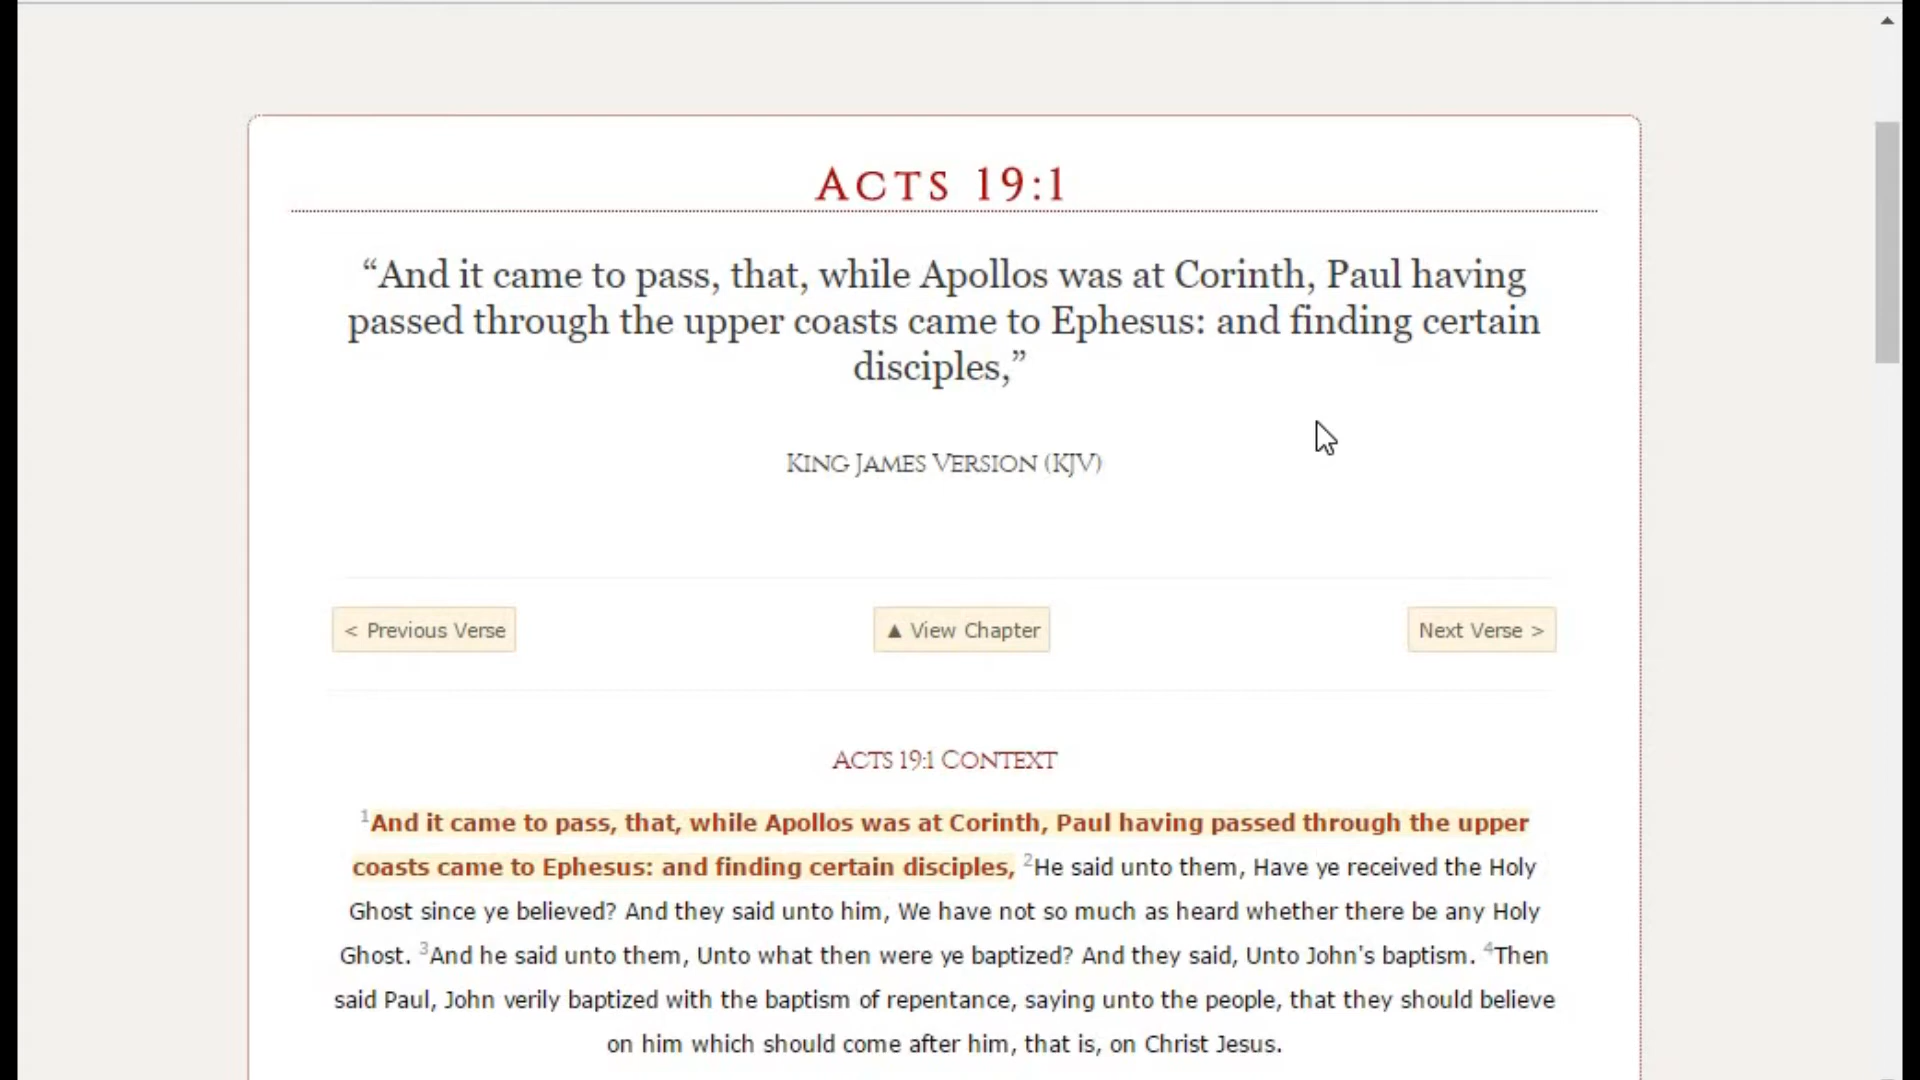 Acts 19:1
“And it came to pass, that, while Apollos was at Corinth, Paul having
passed through the upper coasts came to Ephesus: and finding certain
disciples,”
King James Version (KJV)
< Previous Verse
▲ View Chapter
Next Verse >
Acts 19:1 Context
1And it came to pass, that, while Apollos was at Corinth, Paul having passed through the upper
coasts came to Ephesus: and finding certain disciples, 2He said unto them, Have ye received the Holy
Ghost since ye believed? And they said unto him, We have not so much as heard whether there be any Holy
Ghost. 3And he said unto them, Unto what then were ye baptized? And they said, Unto John's baptism. 4Then
said Paul, John verily baptized with the baptism of repentance, saying unto the people, that they should believe
on him which should come after him, that is, on Christ Jesus.